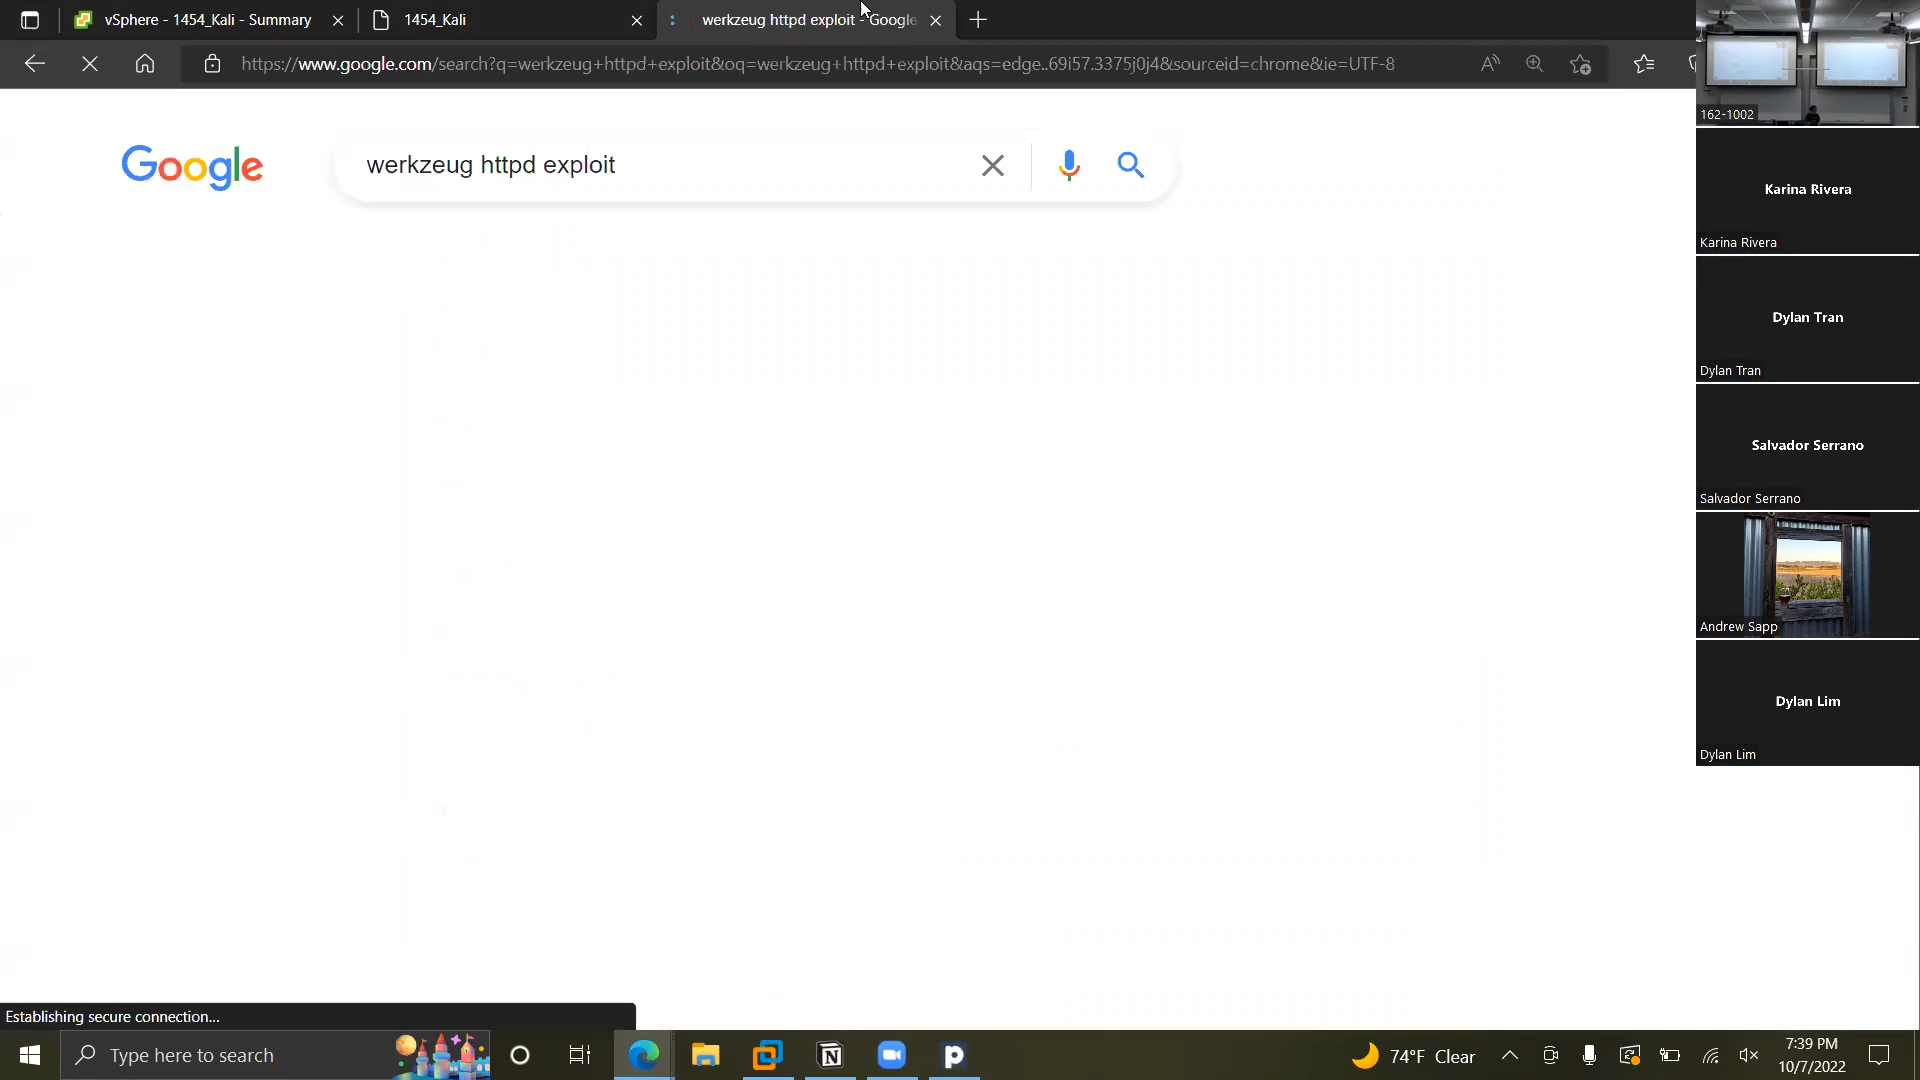 vSphere - 1454_Kali - Summary
1454_Kali
werkzeug httpd exploit - Google
https://www.google.com/search?q=werkzeug+httpd+exploit&oq=werkzeug+httpd+exploit&aqs=edge..69i57.3375j0j4&sourceid=chrome&ie=UTF-8
Google
werkzeug httpd exploit
162-1002
Karina Rivera
Karina Rivera
Dylan Tran
Dylan Tran
Salvador Serrano
Salvador Serrano
Andrew Sapp
Dylan Lim
Dylan Lim
Establishing secure connection...
Type here to search
74°F Clear
7:39 PM
10/7/2022